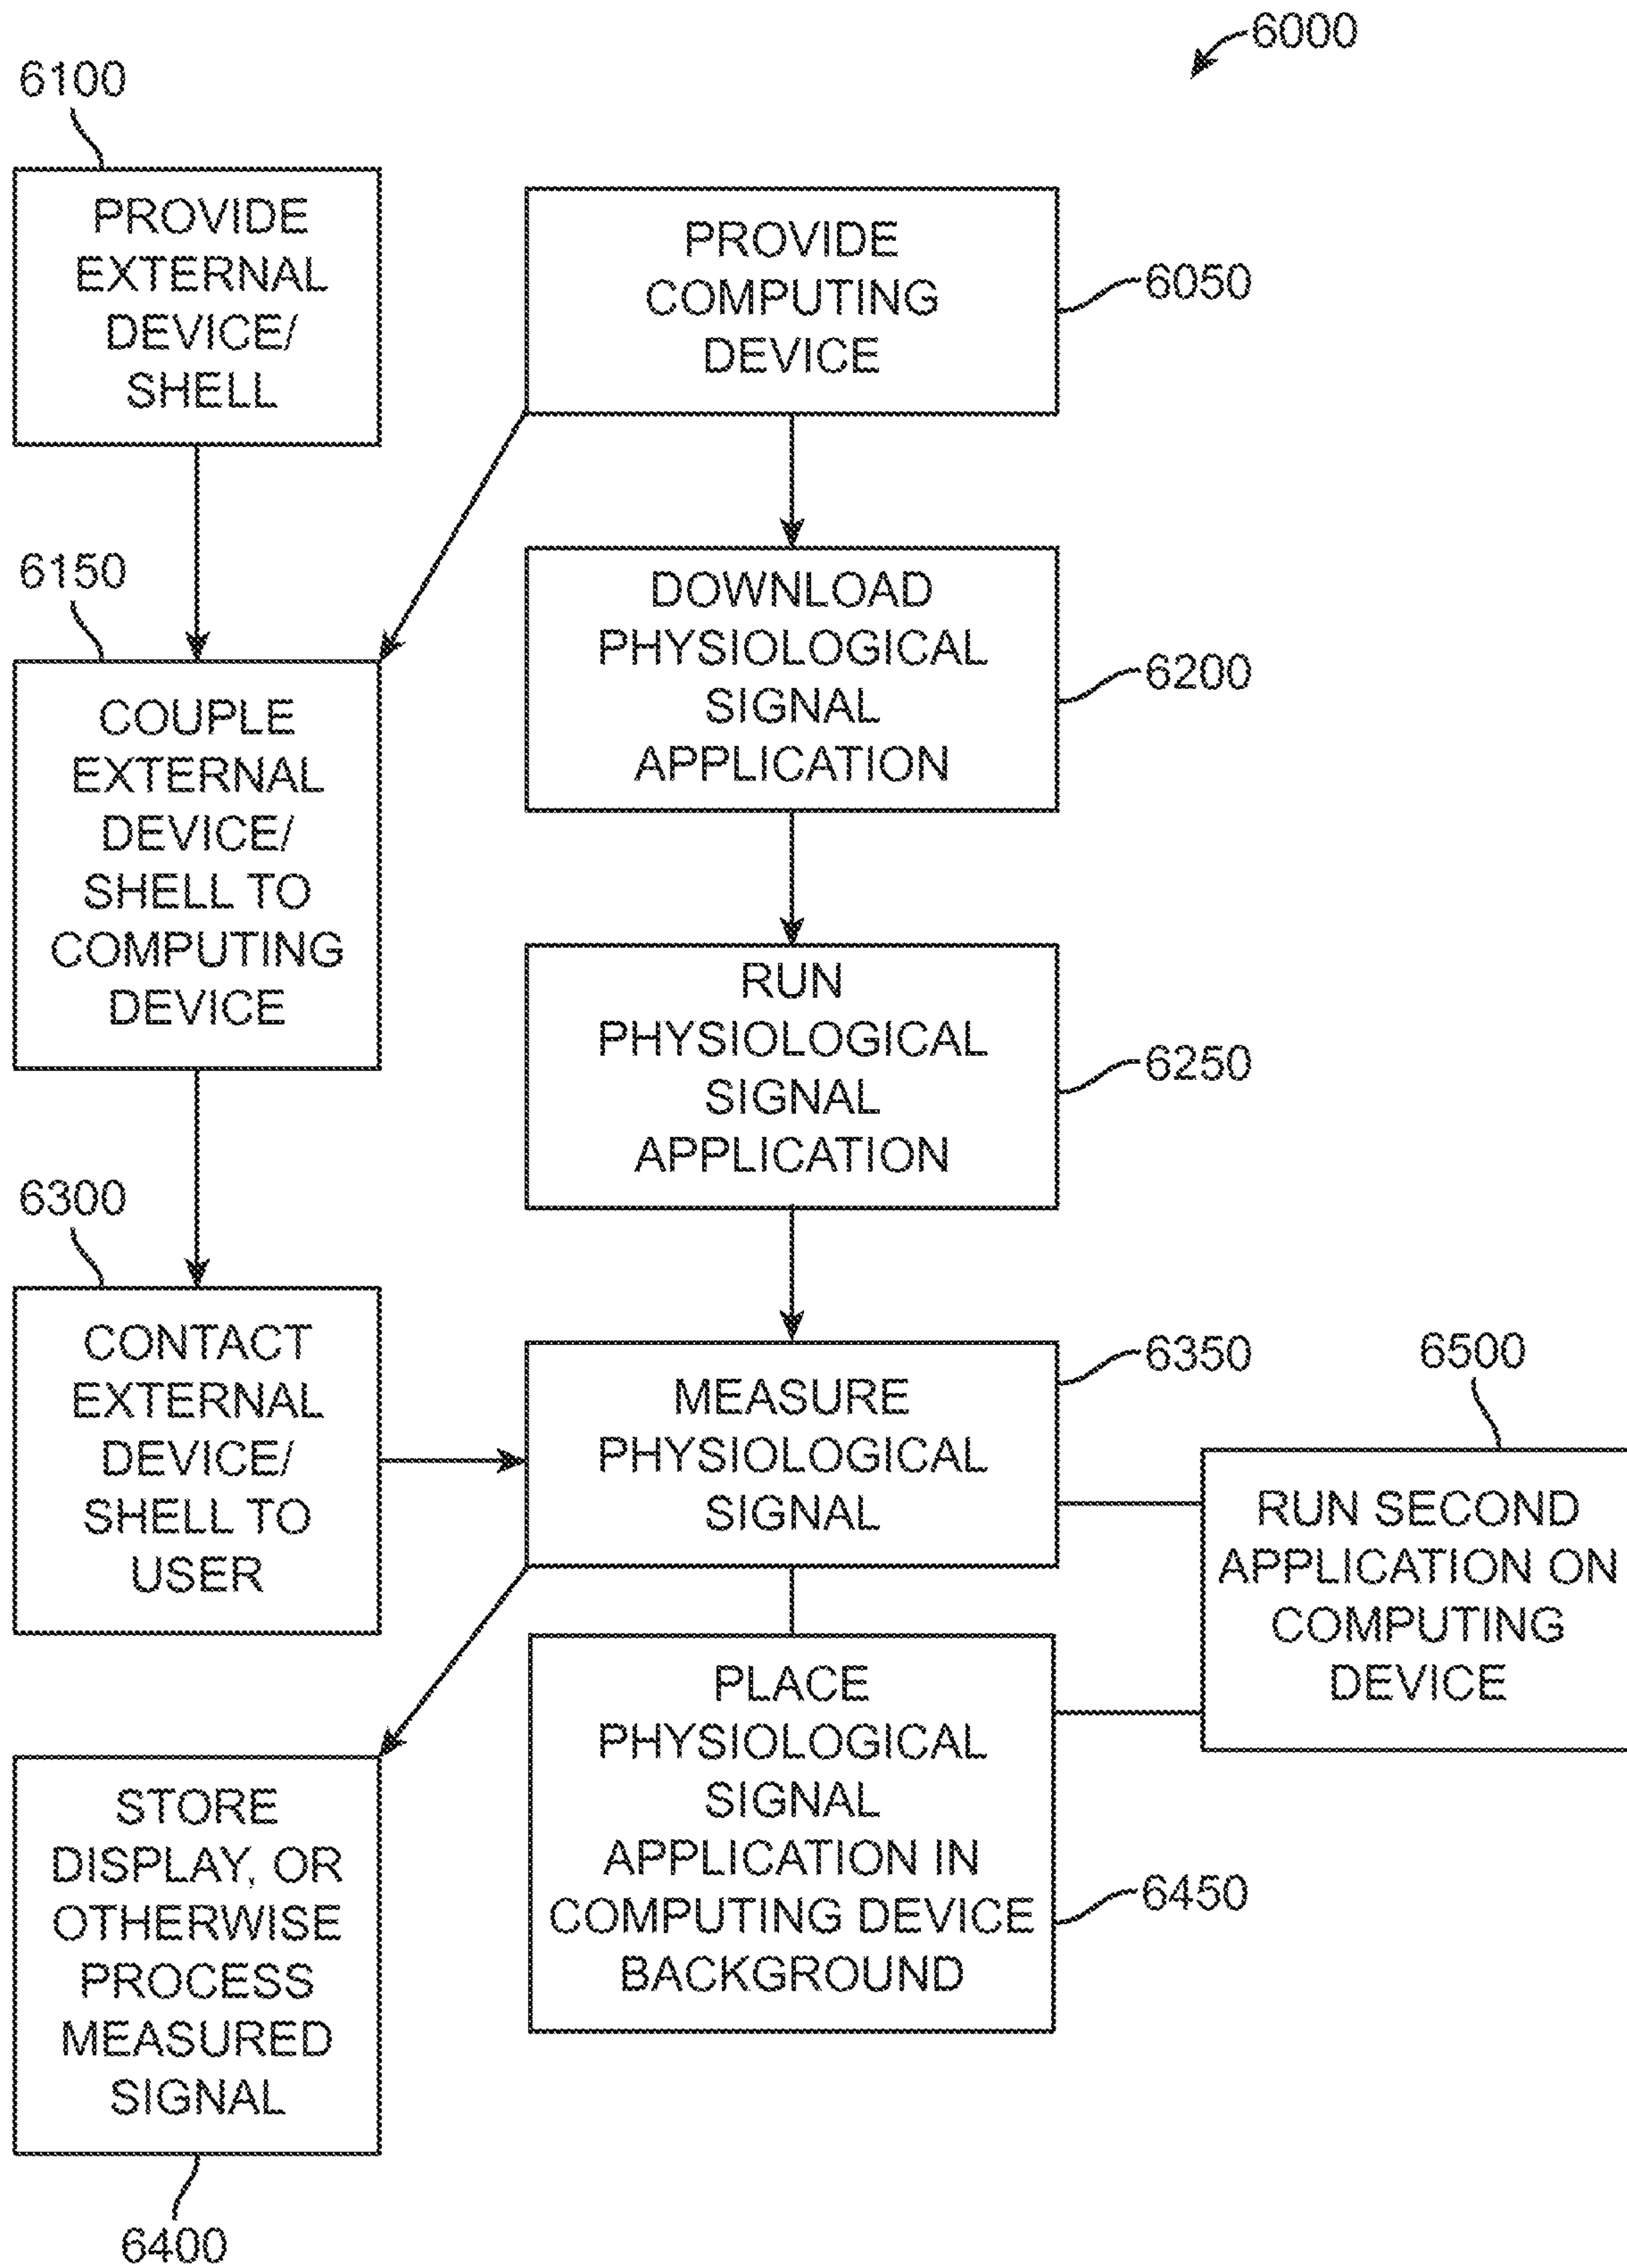 6000
6100
PROVIDE
EXTERNAL
DEVICE/
SHELL
PROVIDE
COMPUTING
DEVICE
6050
6150
COUPLE
EXTERNAL
DEVICE/
SHELL TO
COMPUTING
DEVICE
DOWNLOAD
PHYSIOLOGICAL
SIGNAL
APPLICATION
6200
RUN
PHYSIOLOGICAL
SIGNAL
APPLICATION
6250
6300
CONTACT
EXTERNAL
DEVICE/
SHELL TO
USER
MEASURE
PHYSIOLOGICAL
SIGNAL
6350
6500
RUN SECOND
APPLICATION ON
COMPUTING
DEVICE
PLACE
PHYSIOLOGICAL
SIGNAL
APPLICATION IN
COMPUTING DEVICE
BACKGROUND
6450
STORE
DISPLAY, OR
OTHERWISE
PROCESS
MEASURED
SIGNAL
6400